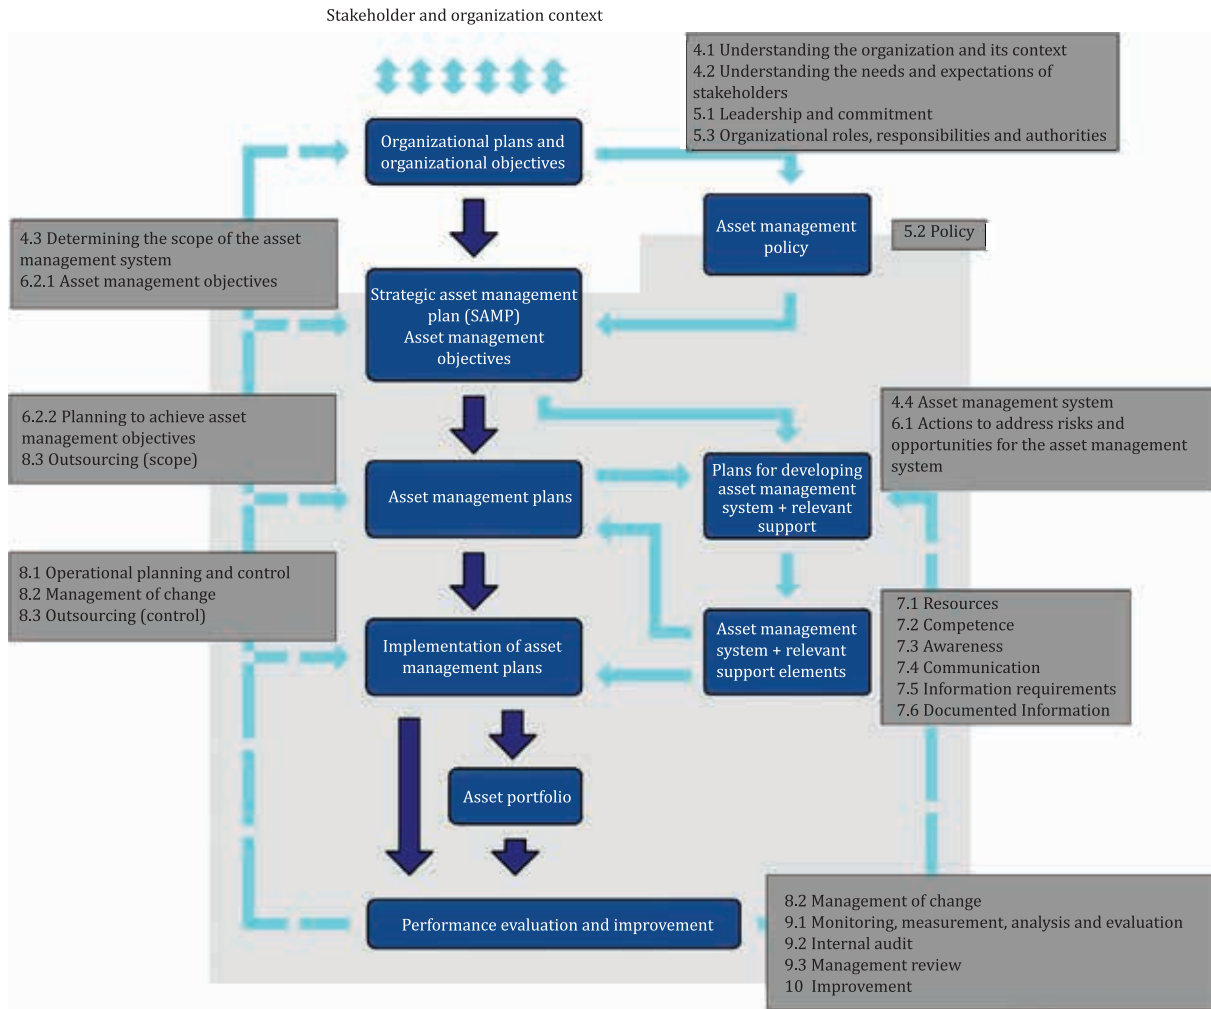 Stakeholder and organization context
4.1 Understanding the organization and its context
4.2 Understanding the needs and expectations of
stakeholders
5.1 Leadership and commitment
5.3 Organizational roles, responsibilities and authorities
Organizational plans and
organizational objectives
4.3 Determining the scope of the asset
management system
6.2.1 Asset management objectives
Asset management
policy
5.2 Policy
Strategic asset management
plan (SAMP)
Asset management
objectives
6.2.2 Planning to achieve asset
management objectives
8.3 Outsourcing (scope)
4.4 Asset management system
6.1 Actions to address risks and
opportunities for the asset management
system
Asset management plans
Plans for developing
asset management
system + relevant
support
8.1 Operational planning and control
8.2 Management of change
8.3 Outsourcing (control)
Implementation of asset
management plans
Asset management
system + relevant
support elements
7.1 Resources
7.2 Competence
7.3 Awareness
7.4 Communication
7.5 Information requirements
7.6 Documented Information
Asset portfolio
Performance evaluation and improvement
8.2 Management of change
9.1 Monitoring, measurement, analysis and evaluation
9.2 Internal audit
9.3 Management review
10 Improvement